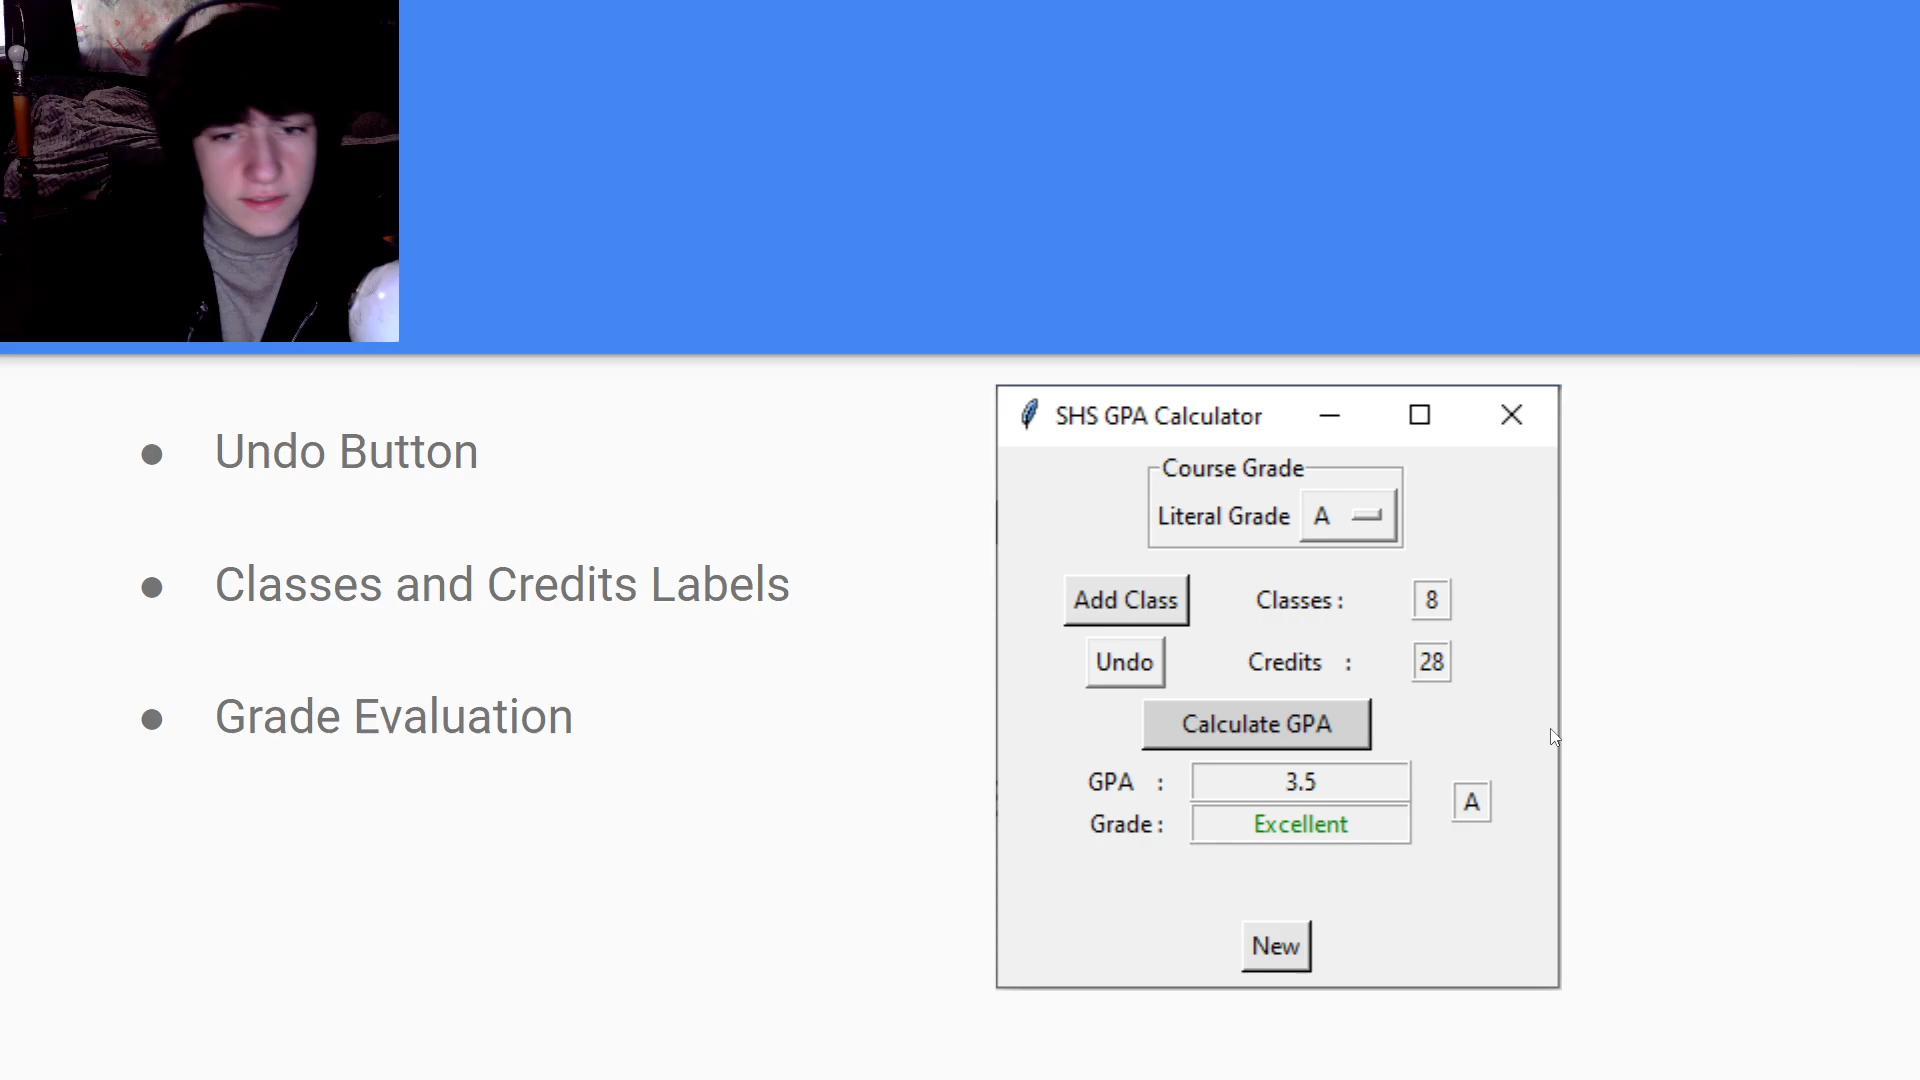 ● Undo Button
● Classes and Credits Labels
● Grade Evaluation
SHS GPA Calculator
Course Grade
Literal Grade A
Add Class Classes : 8
Undo Credits : 28
Calculate GPA
GPA : 3.5
A
Grade : Excellent
New